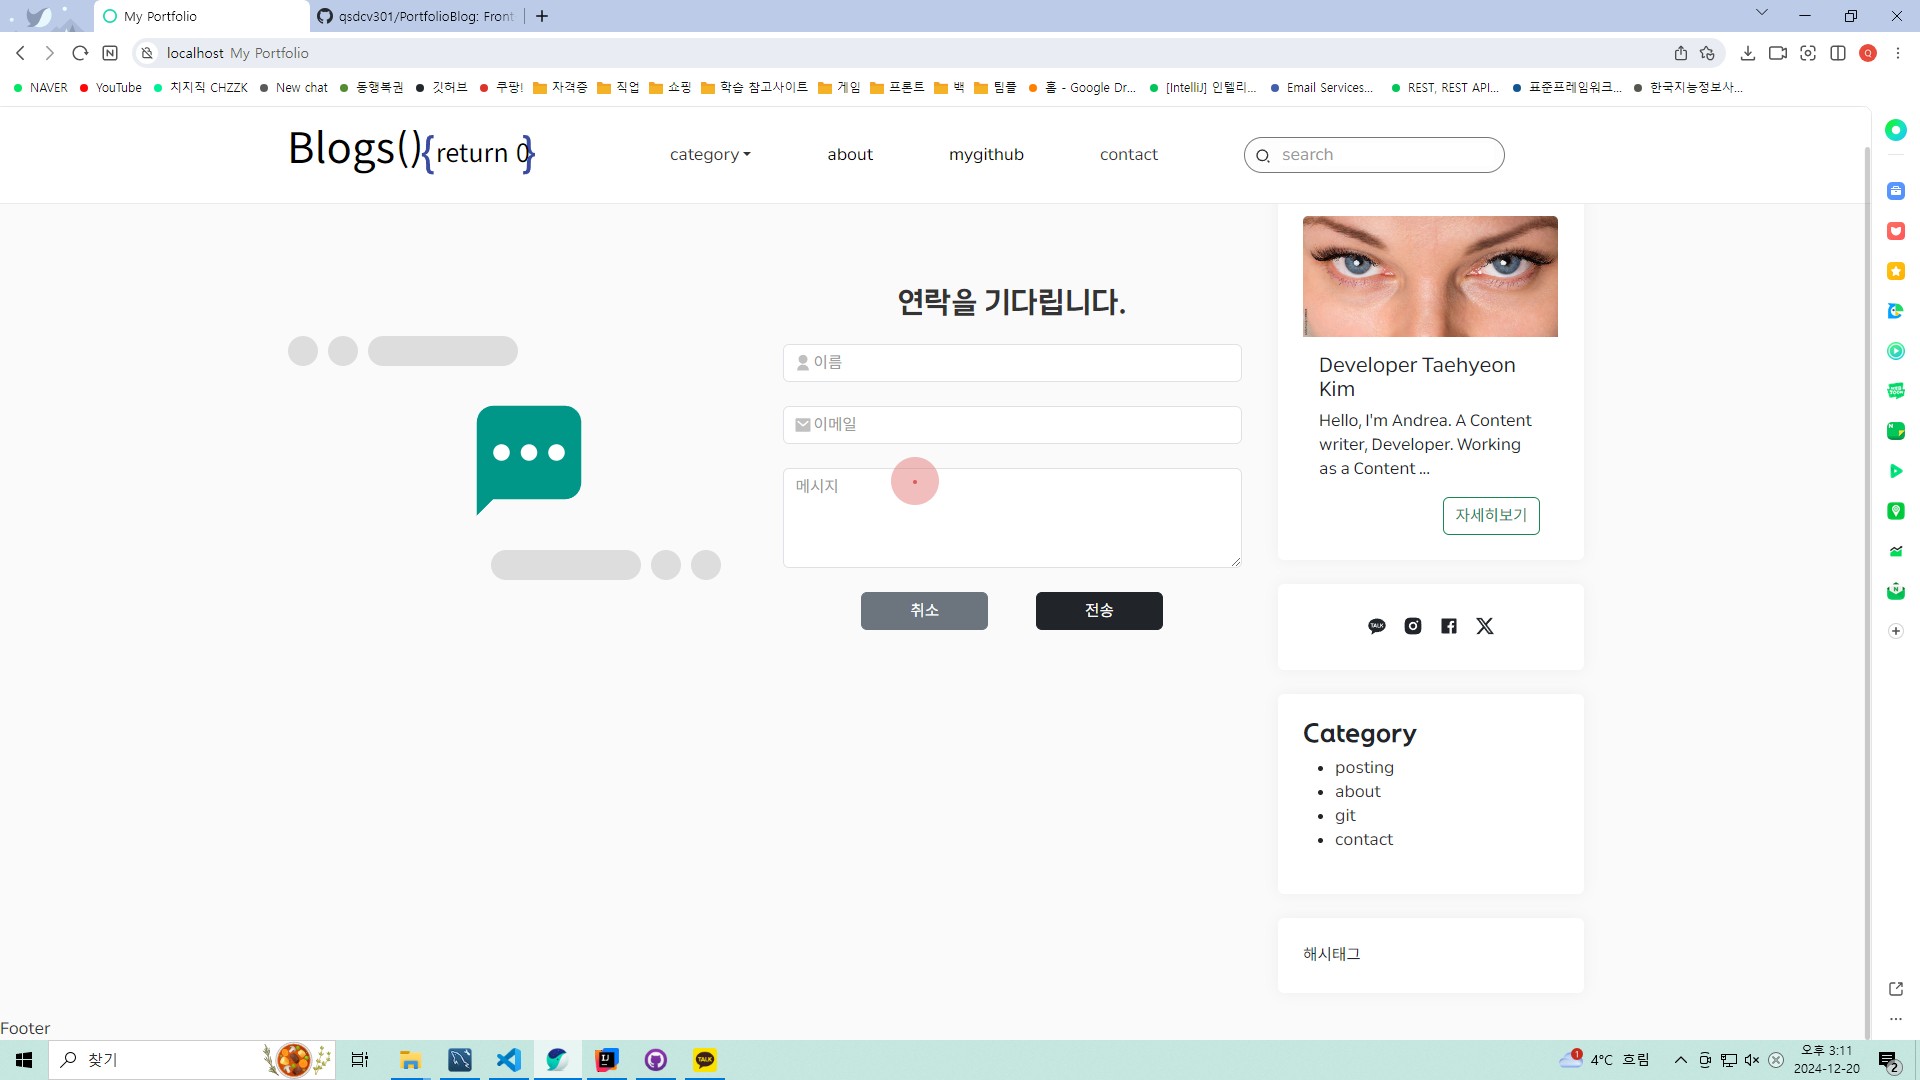 My Portfolio
qsdcv301/PortfolioBlog: Front
localhost My Portfolio
NAVER YouTube 치지직 CHZZK New chat 동행복권 깃허브 쿠팡! 자격증 직업 쇼핑 학습 참고사이트 게임 프론트 백 팀플 홈 - Google Dr... [IntelliJ] 인텔리... Email Services... REST, REST API... 표준프레임워크... 한국지능정보사...
Blogs(){return 0}
category about mygithub contact search
연락을 기다립니다.
이름
이메일
메시지
취소 전송
Developer Taehyeon
Kim
Hello, I'm Andrea. A Content
writer, Developer. Working
as a Content ...
자세히보기
TALK
Category
posting
about
git
contact
해시태그
Footer
찾기
TALK
1
4°C 흐림
오후 3:11
2024-12-20
2